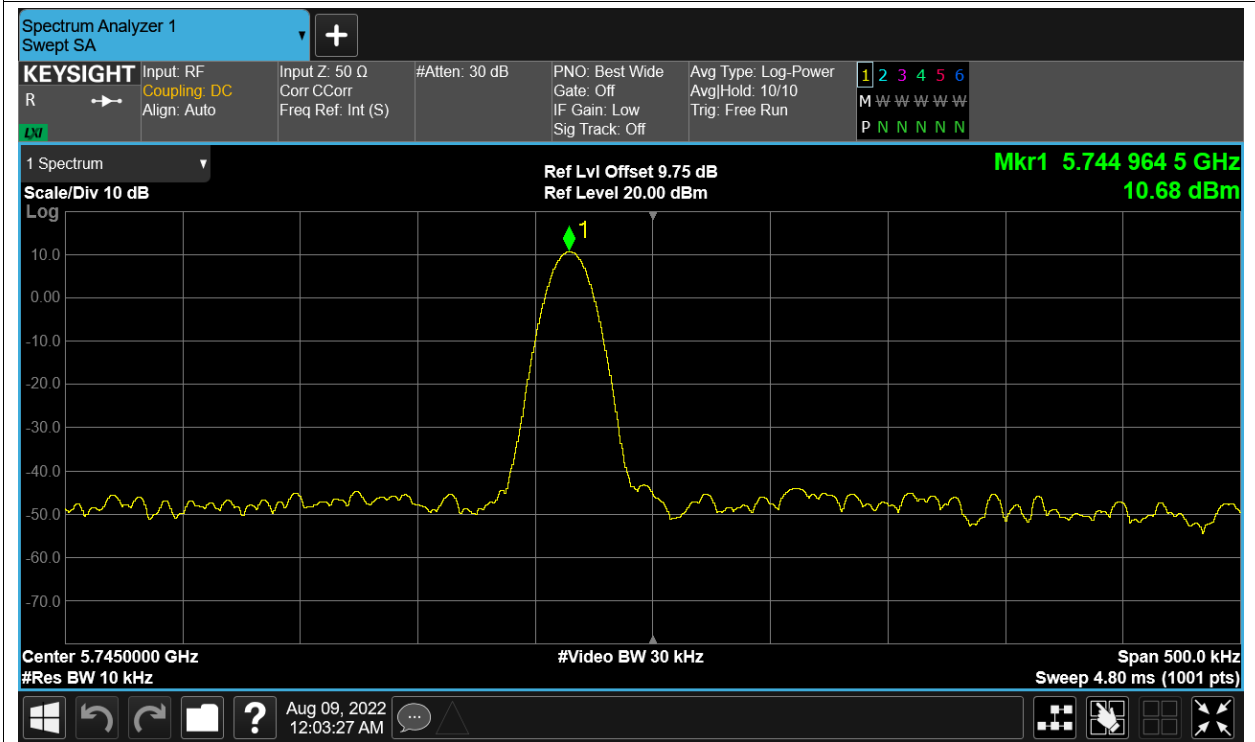 Spectrum Analyzer 1
Swept SA
+
KEYSIGHT
R
LXI
Input: RF
Coupling: DC
Align: Auto
Input Z: 50 Ω
Corr CCorr
Freq Ref: Int (S)
#Atten: 30 dB
PNO: Best Wide
Gate: Off
IF Gain: Low
Sig Track: Off
Avg Type: Log-Power
Avg|Hold: 10/10
Trig: Free Run
1 2 3 4 5 6
M W W W W W
P N N N N N
1 Spectrum
Scale/Div 10 dB
Log
Ref Lvl Offset 9.75 dB
Ref Level 20.00 dBm
Mkr1 5.744 964 5 GHz
10.68 dBm
1
10.0
0.00
-10.0
-20.0
-30.0
-40.0
-50.0
-60.0
-70.0
Center 5.7450000 GHz
#Res BW 10 kHz
#Video BW 30 kHz
Span 500.0 kHz
Sweep 4.80 ms (1001 pts)
?
Aug 09, 2022
12:03:27 AM